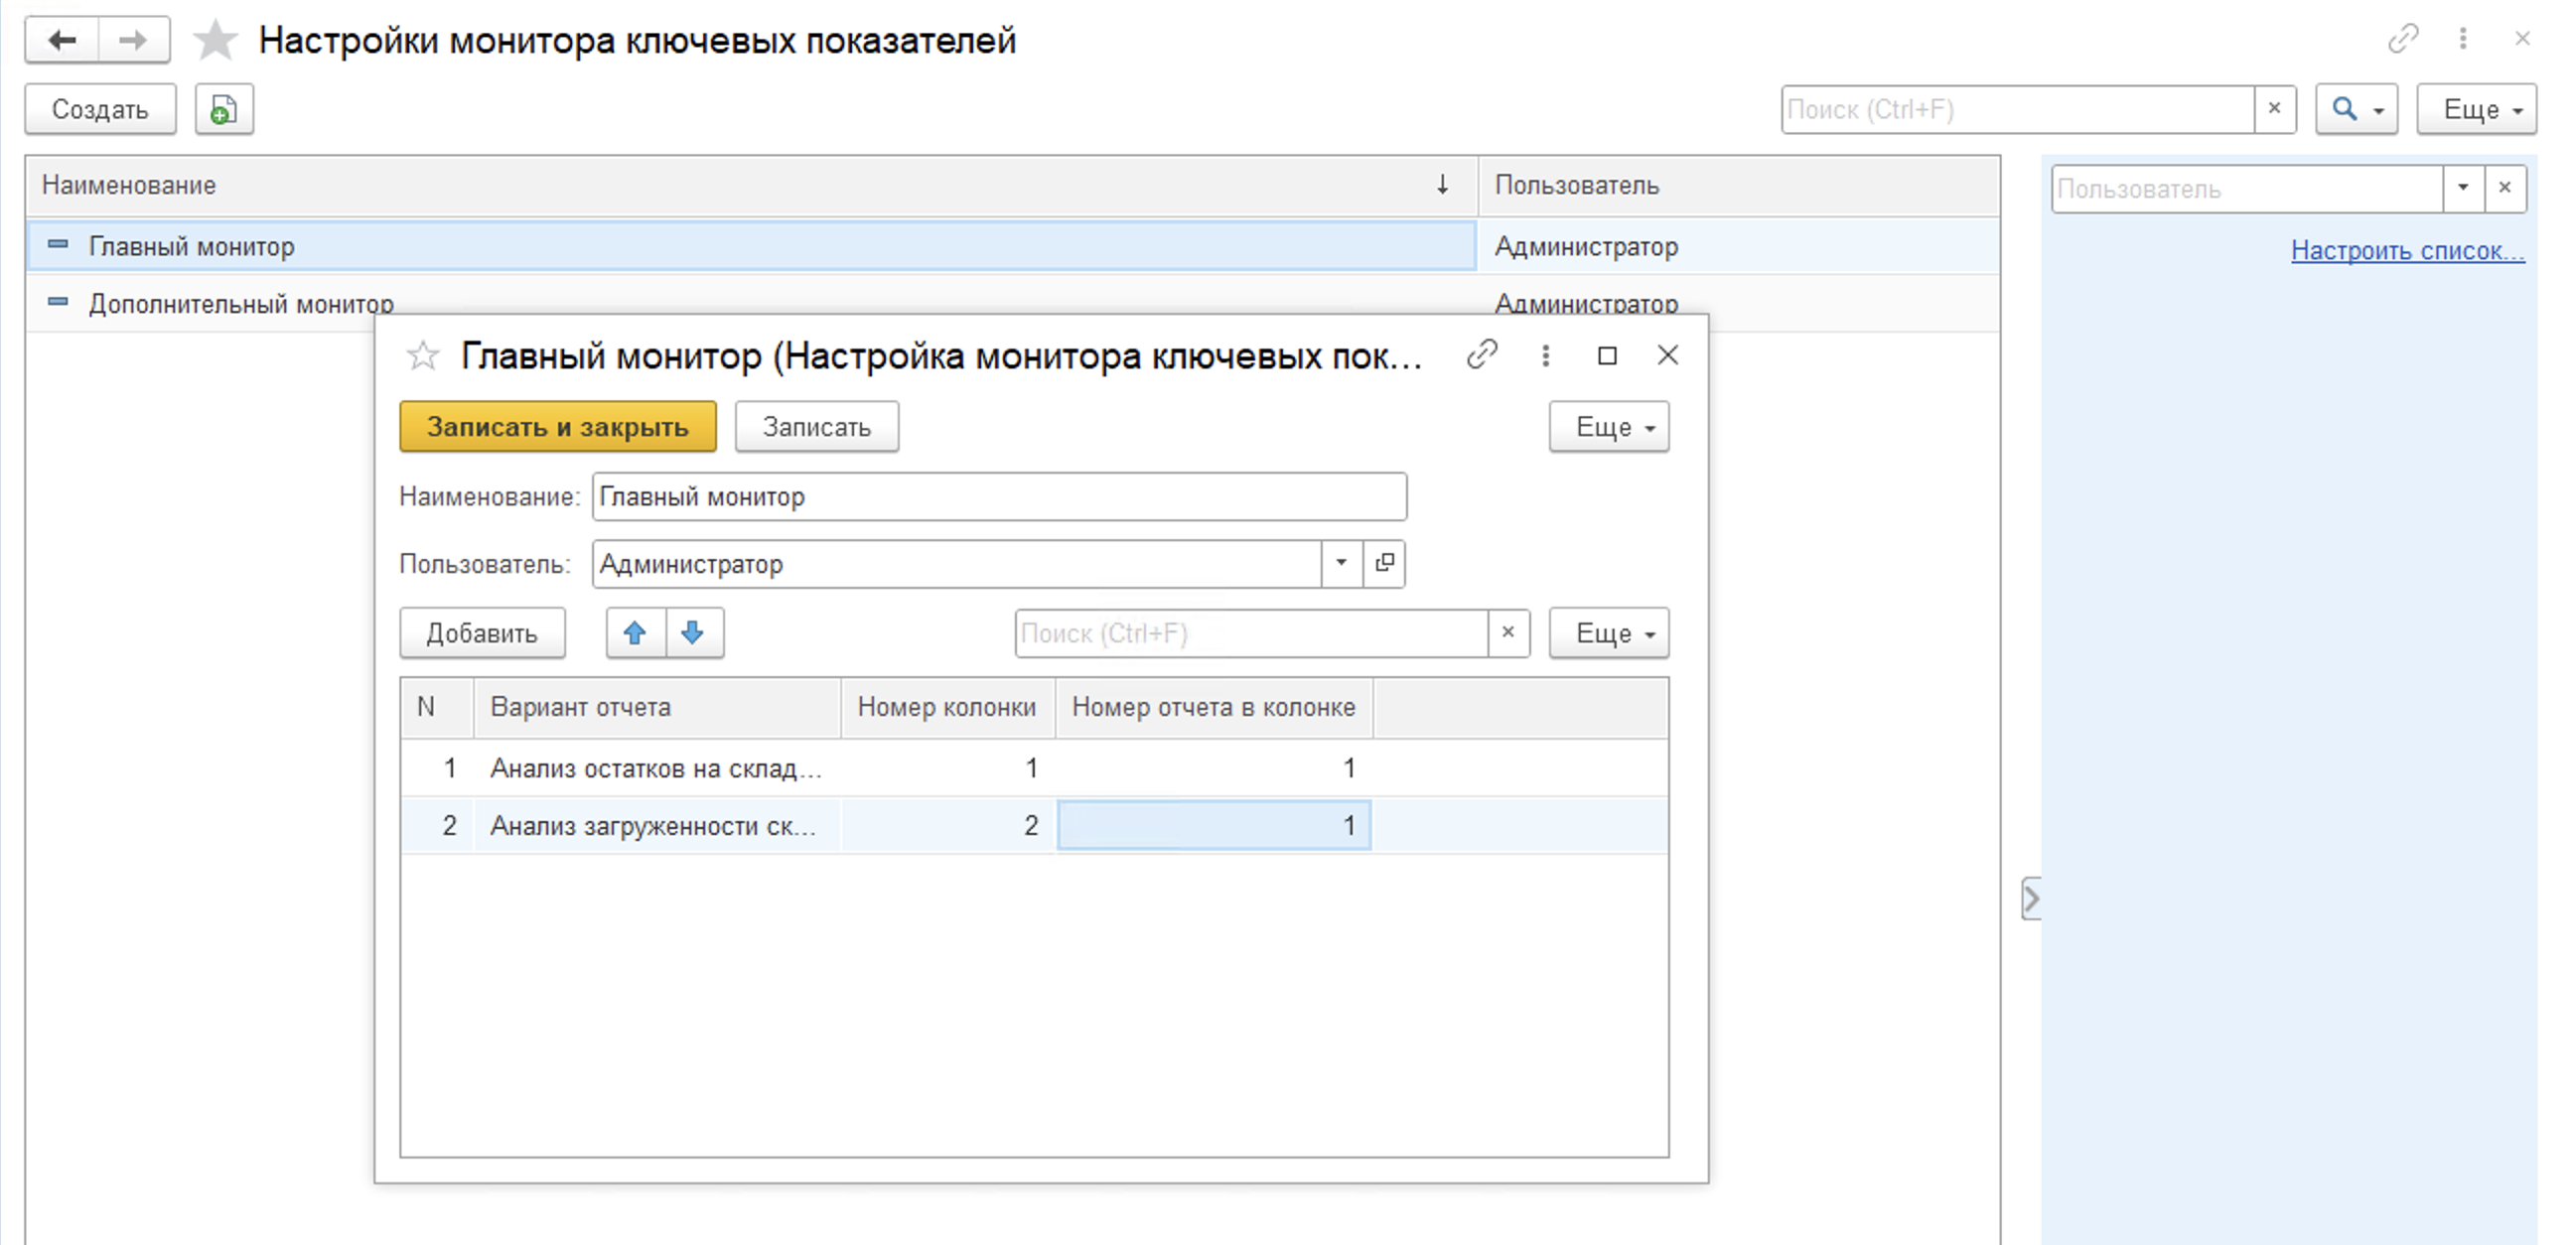 Настройки монитора ключевых показателей
Создать
Поиск (Ctrl+F)
×
Еще
Наименование ↓ Пользователь
Пользователь
×
Главный монитор Администратор
Настроить список...
Дополнительный монитор Администратор
Главный монитор (Настройка монитора ключевых пок...
Записать и закрыть Записать Еще
Наименование: Главный монитор
Пользователь: Администратор
Добавить Поиск (Ctrl+F) × Еще
N Вариант отчета Номер колонки Номер отчета в колонке
1 Анализ остатков на склад... 1 1
2 Анализ загруженности ск... 2 1